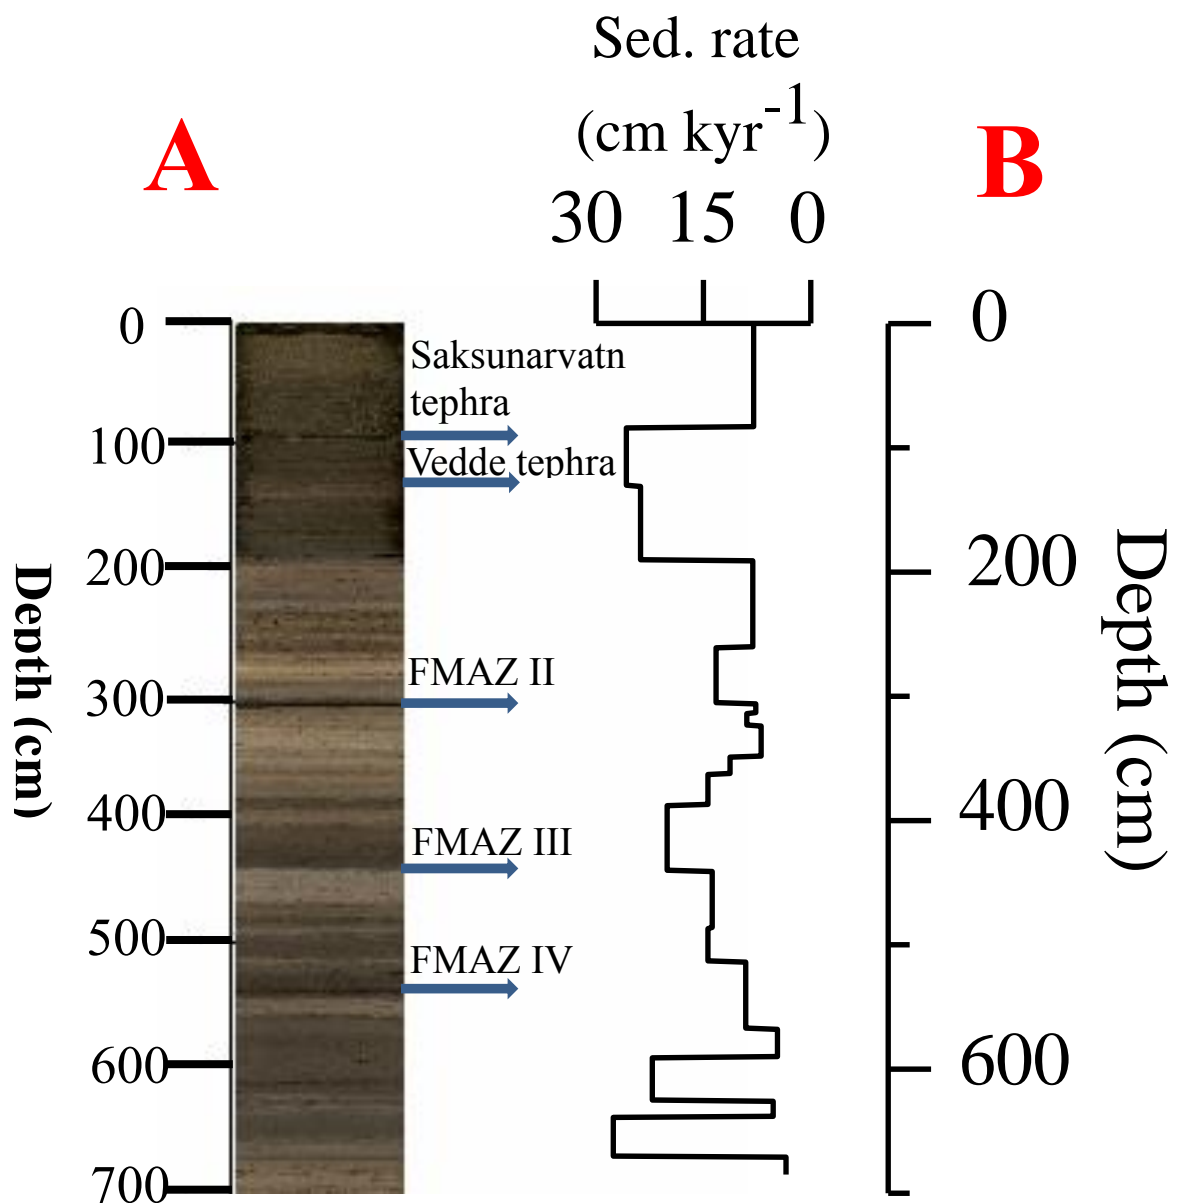 Sed. rate
(cm kyr-1)
A
B
30 15 0
0
100
200
300
400
500
600
700
Depth (cm)
Saksunarvatn
tephra
Vedde tephra
FMAZ II
FMAZ III
FMAZ IV
0
200
400
600
Depth (cm)